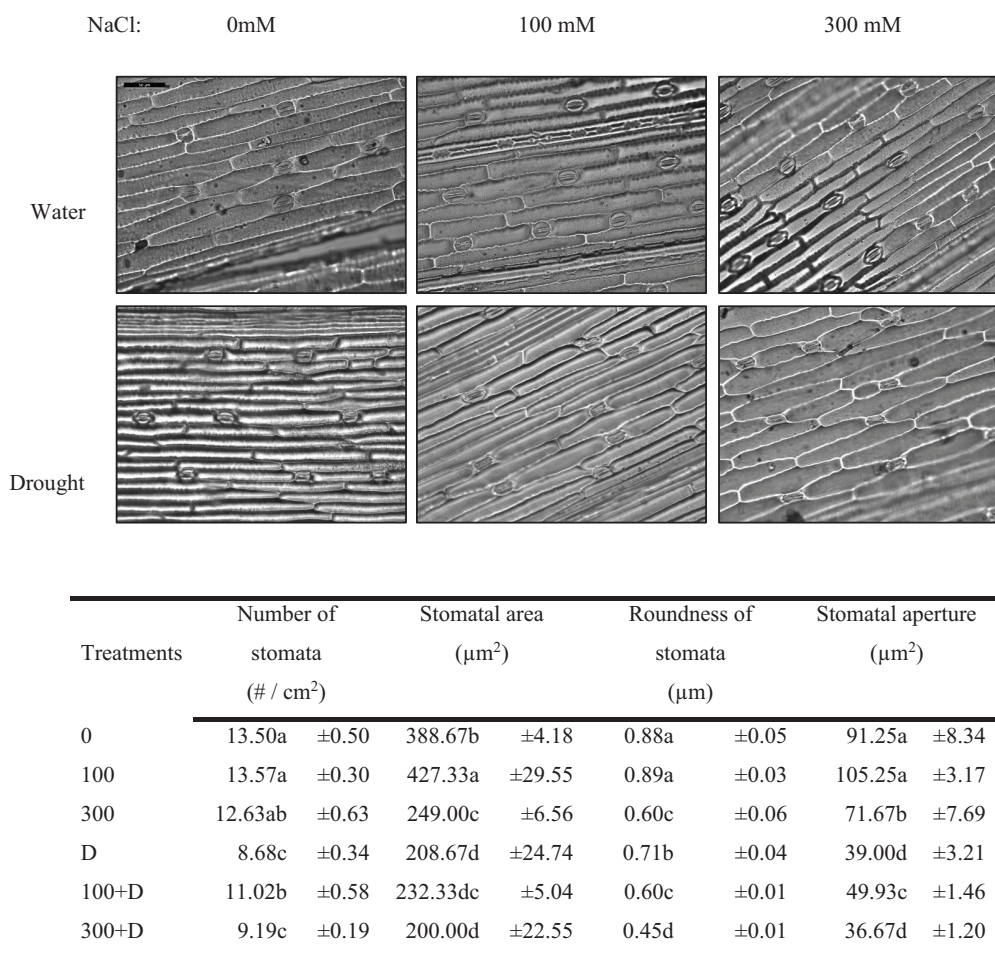 NaCl: 0mM 100 mM 300 mM
Water
Drought
Number of Stomatal area Roundness of Stomatal aperture
Treatments stomata (µm²) stomata (µm²)
(# / cm²) (µm)
0 13.50a ±0.50 388.67b ±4.18 0.88a ±0.05 91.25a ±8.34
100 13.57a ±0.30 427.33a ±29.55 0.89a ±0.03 105.25a ±3.17
300 12.63ab ±0.63 249.00c ±6.56 0.60c ±0.06 71.67b ±7.69
D 8.68c ±0.34 208.67d ±24.74 0.71b ±0.04 39.00d ±3.21
100+D 11.02b ±0.58 232.33dc ±5.04 0.60c ±0.01 49.93c ±1.46
300+D 9.19c ±0.19 200.00d ±22.55 0.45d ±0.01 36.67d ±1.20